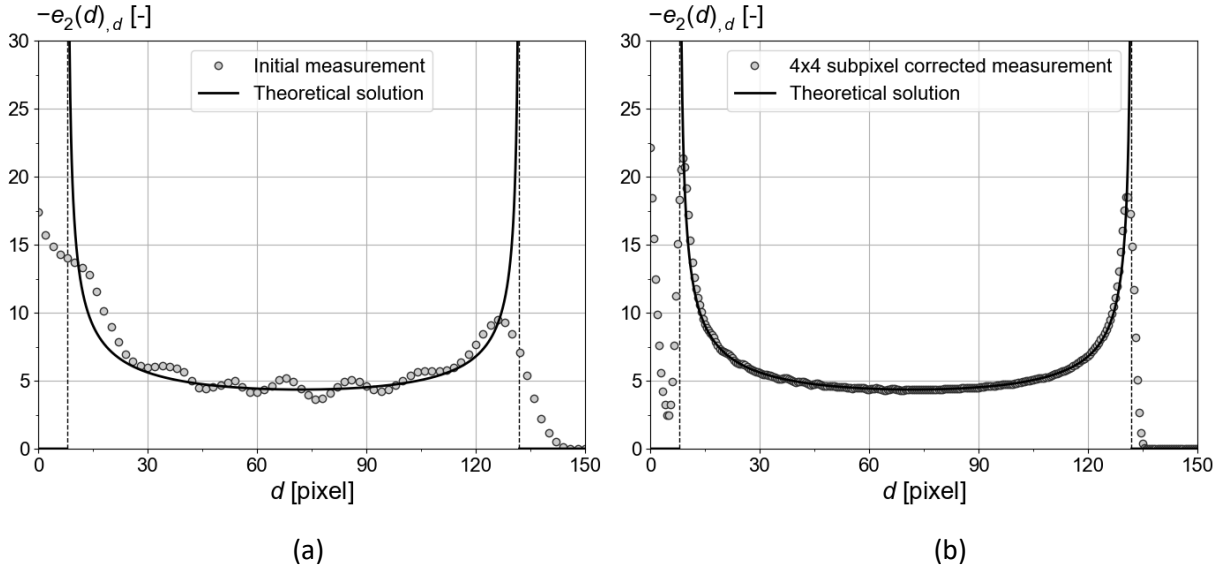 −e₂(d),d [-]
30
25
20
15
10
5
0
Initial measurement
Theoretical solution
0 30 60 90 120 150
d [pixel]
(a)
−e₂(d),d [-]
30
25
20
15
10
5
0
4x4 subpixel corrected measurement
Theoretical solution
0 30 60 90 120 150
d [pixel]
(b)